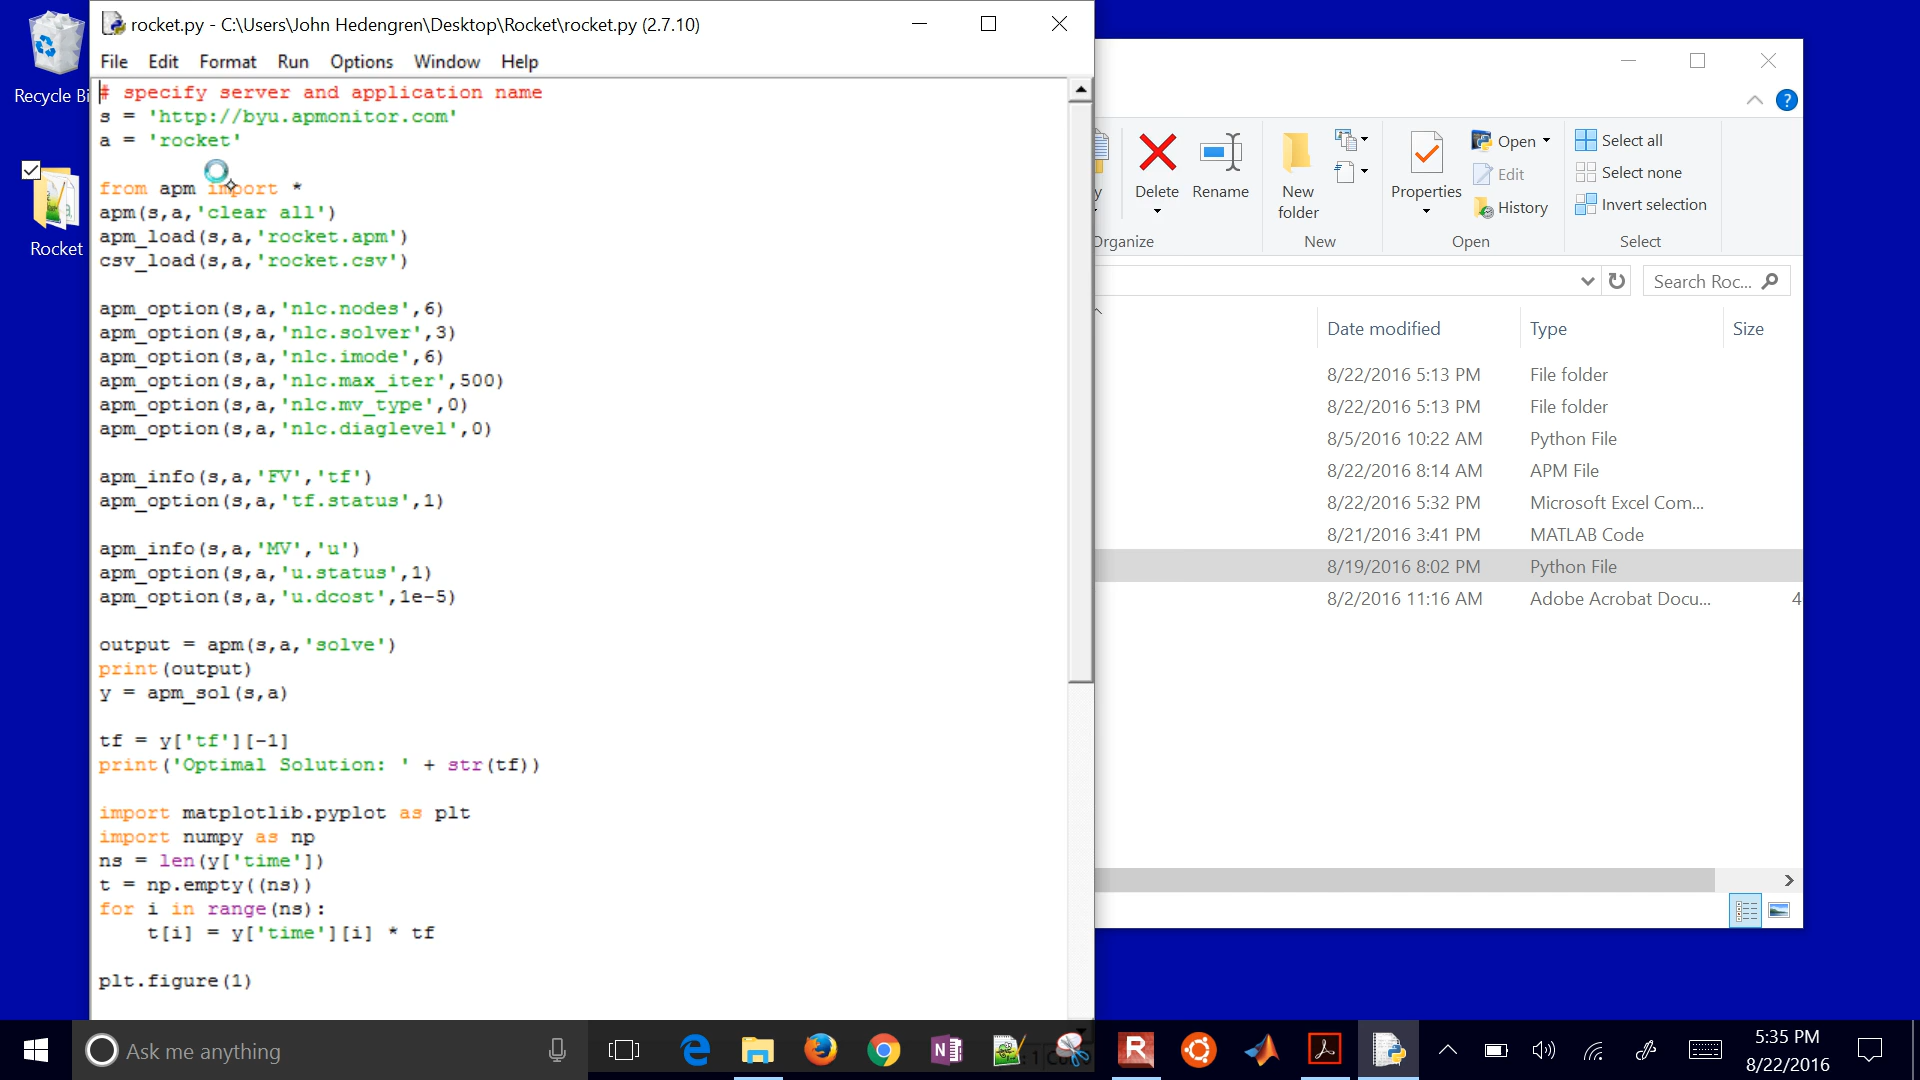 rocket.py - C:\Users\John Hedengren\Desktop\Rocket\rocket.py (2.7.10)
File Edit Format Run Options Window Help
# specify server and application name
s = 'http://byu.apmonitor.com'
a = 'rocket'
from apm import *
apm(s,a,'clear all')
apm_load(s,a,'rocket.apm')
csv_load(s,a,'rocket.csv')
apm_option(s,a,'nlc.nodes',6)
apm_option(s,a,'nlc.solver',3)
apm_option(s,a,'nlc.imode',6)
apm_option(s,a,'nlc.max_iter',500)
apm_option(s,a,'nlc.mv_type',0)
apm_option(s,a,'nlc.diaglevel',0)
apm_info(s,a,'FV','tf')
apm_option(s,a,'tf.status',1)
apm_info(s,a,'MV','u')
apm_option(s,a,'u.status',1)
apm_option(s,a,'u.dcost',1e-5)
output = apm(s,a,'solve')
print(output)
y = apm_sol(s,a)
tf = y['tf'][-1]
print('Optimal Solution: ' + str(tf))
import matplotlib.pyplot as plt
import numpy as np
ns = len(y['time'])
t = np.empty((ns))
for i in range(ns):
    t[i] = y['time'][i] * tf
plt.figure(1)
Recycle Bi
Rocket
y
Delete
Rename
New
folder
Properties
Open
Edit
History
Select all
Select none
Invert selection
Organize
New
Open
Select
Search Roc...
Date modified Type Size
8/22/2016 5:13 PM File folder
8/22/2016 5:13 PM File folder
8/5/2016 10:22 AM Python File
8/22/2016 8:14 AM APM File
8/22/2016 5:32 PM Microsoft Excel Com...
8/21/2016 3:41 PM MATLAB Code
8/19/2016 8:02 PM Python File
8/2/2016 11:16 AM Adobe Acrobat Docu... 4
Ask me anything
5:35 PM
8/22/2016